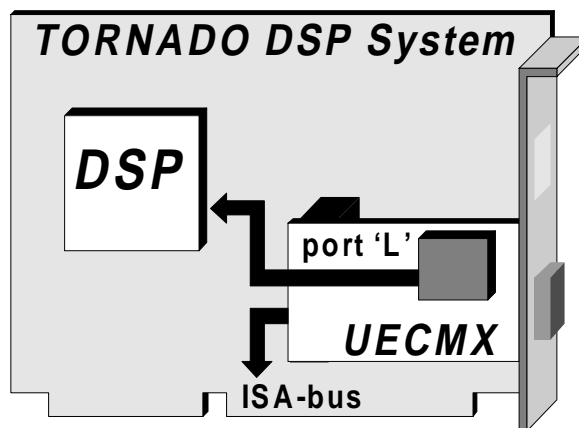 TORNADO DSP System
DSP
port ‘L’
UECMX
ISA-bus